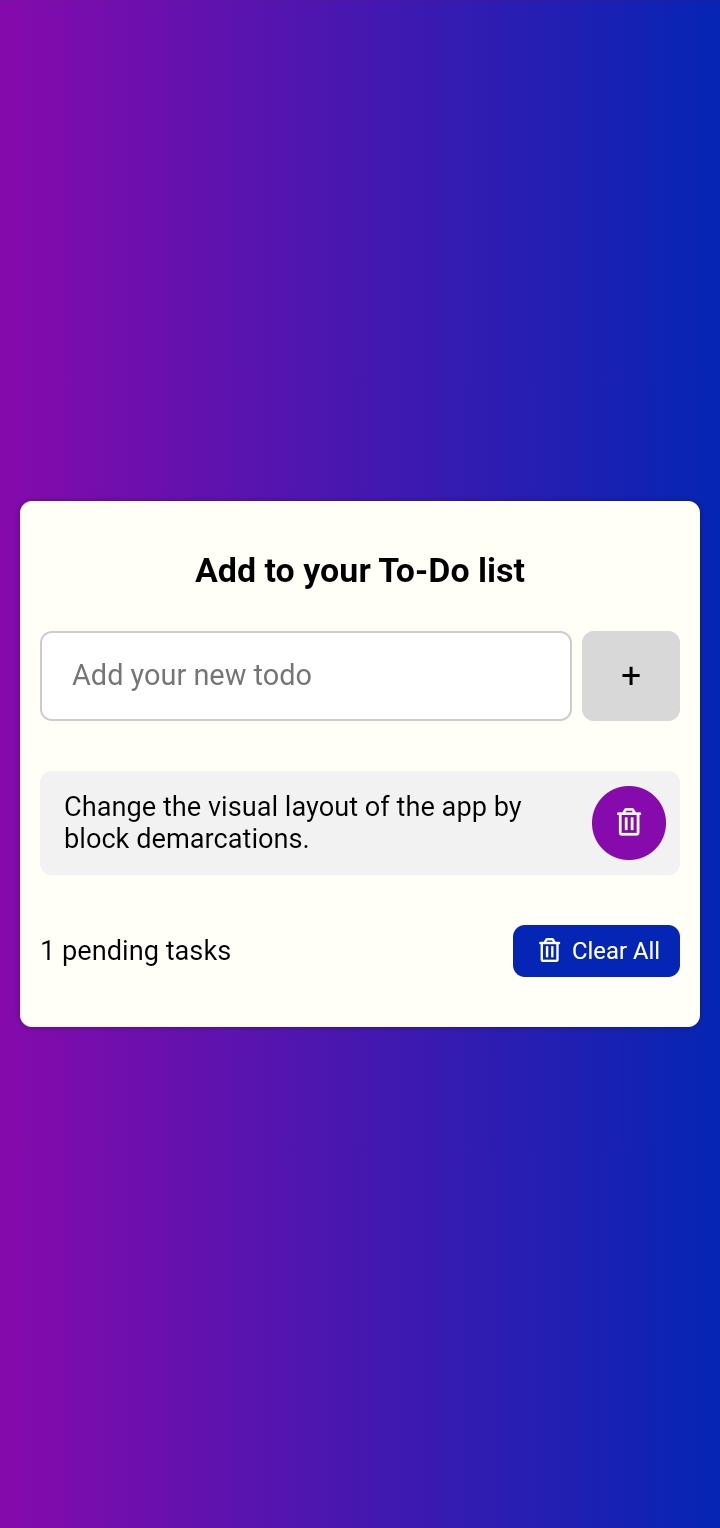 Add to your To-Do list
Add your new todo
+
Change the visual layout of the app by
block demarcations.
1 pending tasks
Clear All